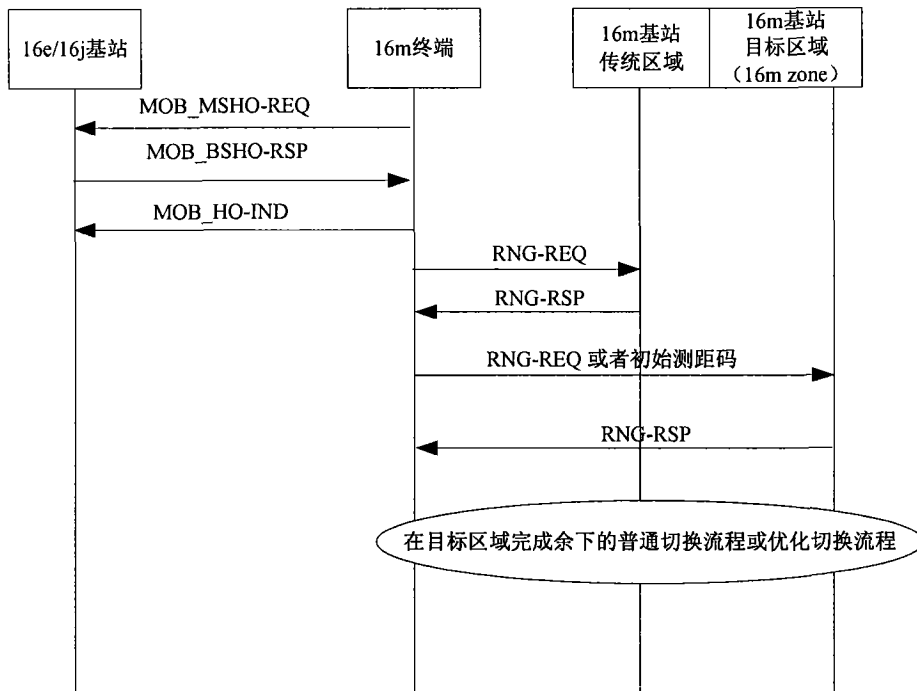 16e/16j基站
16m终端
16m基站
传统区域
16m基站
目标区域
（16m zone）
MOB_MSHO-REQ
MOB_BSHO-RSP
MOB_HO-IND
RNG-REQ
RNG-RSP
RNG-REQ 或者初始测距码
RNG-RSP
在目标区域完成余下的普通切换流程或优化切换流程